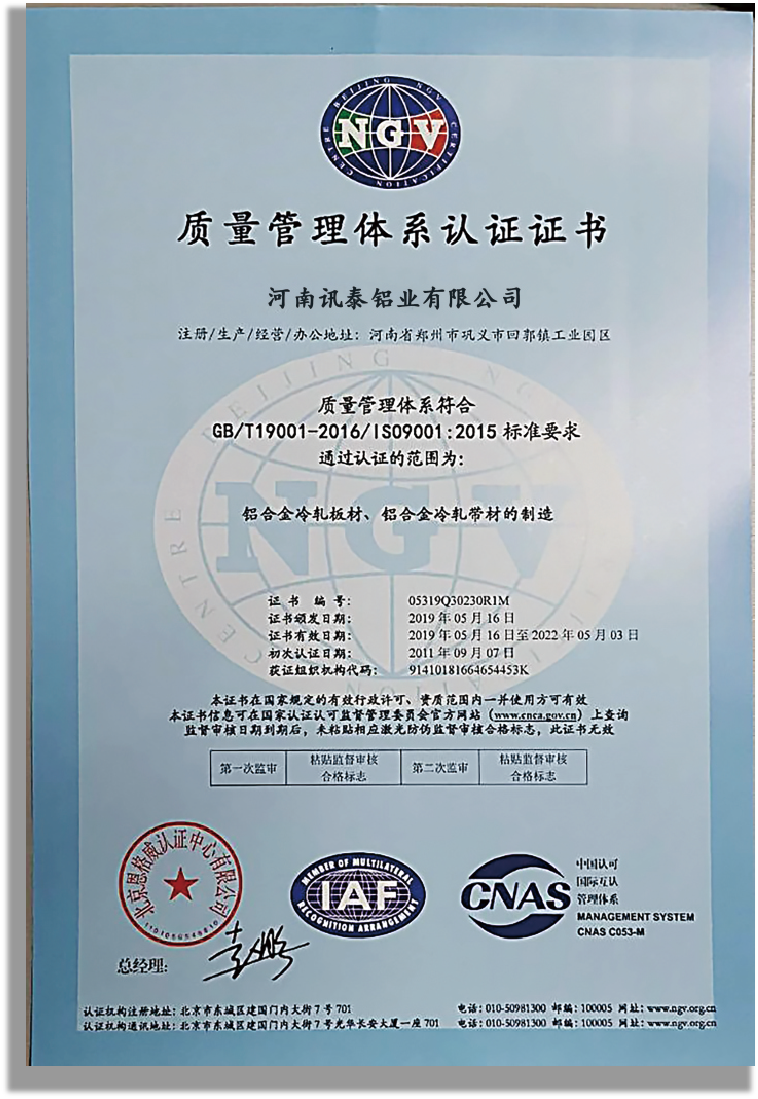 BEIJING NGV
NGV
CERTIFICATION CENTRE
质量管理体系认证证书
河南讯泰铝业有限公司
注册/生产/经营/办公地址：河南省郑州市巩义市回郭镇工业园区
BEIJING NGV
质量管理体系符合
GB/T19001-2016/ISO9001:2015 标准要求
通过认证的范围为：
NGV
CENTRE
铝合金冷轧板材、铝合金冷轧带材的制造
证书编号： 05319Q30230R1M
证书颁发日期： 2019 年 05 月 16 日
证书有效日期： 2019 年 05 月 16 日至 2022 年 05 月 03 日
初次认证日期： 2011 年 09 月 07 日
获证组织机构代码： 91410181664654453K
本证书在国家规定的有效行政许可、资质范围内一并使用方可有效
本证书信息可在国家认证认可监督管理委员会官方网站（www.cnca.gov.cn）上查询
监督审核日期到期后，未粘贴相应激光防伪监督审核合格标志，此证书无效
第一次监审 粘贴监督审核合格标志 第二次监审 粘贴监督审核合格标志
北京恩格威认证中心有限公司
MEMBER OF MULTILATERAL
IAF
RECOGNITION ARRANGEMENT
CNAS
中国认可
国际互认
管理体系
MANAGEMENT SYSTEM
CNAS C053-M
总经理：
认证机构注册地址：北京市东城区建国门内大街 7 号 701 电话：010-50981300 邮编：100005 网址：www.ngv.org.cn
认证机构通讯地址：北京市东城区建国门内大街 7 号光华长安大厦一座 701 电话：010-50981300 邮编：100005 网址：www.ngv.org.cn